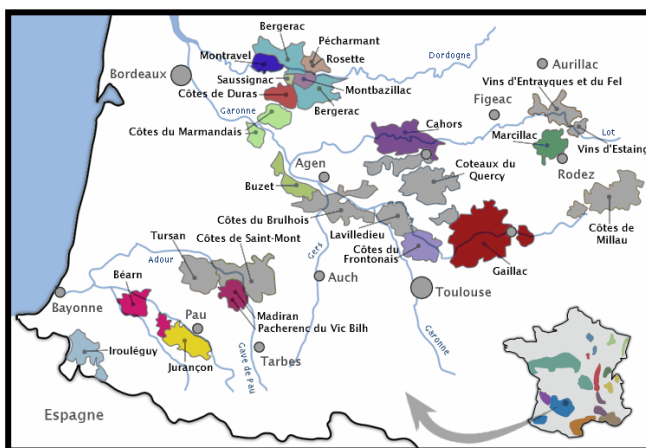 Bergerac
Pécharmant
Montravel
Rosette
Dordogne
Aurillac
Bordeaux
Saussignac
Montbazillac
Vins d'Entrayques et du Fel
Côtes de Duras
Figeac
Garonne
Bergerac
Cahors
Marcillac
Lot
Côtes du Marmandais
Vins d'Estaing
Agen
Coteaux du
Quercy
Rodez
Buzet
Côtes du Brulhois
Lavilledieu
Côtes de
Millau
Tursan
Côtes de Saint-Mont
Côtes du
Frontonais
Gers
Gaillac
Adour
Béarn
Auch
Toulouse
Bayonne
Pau
Madiran
Pacherenc du Vic Bilh
Irouléguy
Jurançon
Tarbes
Gave de Pau
Garonne
Espagne